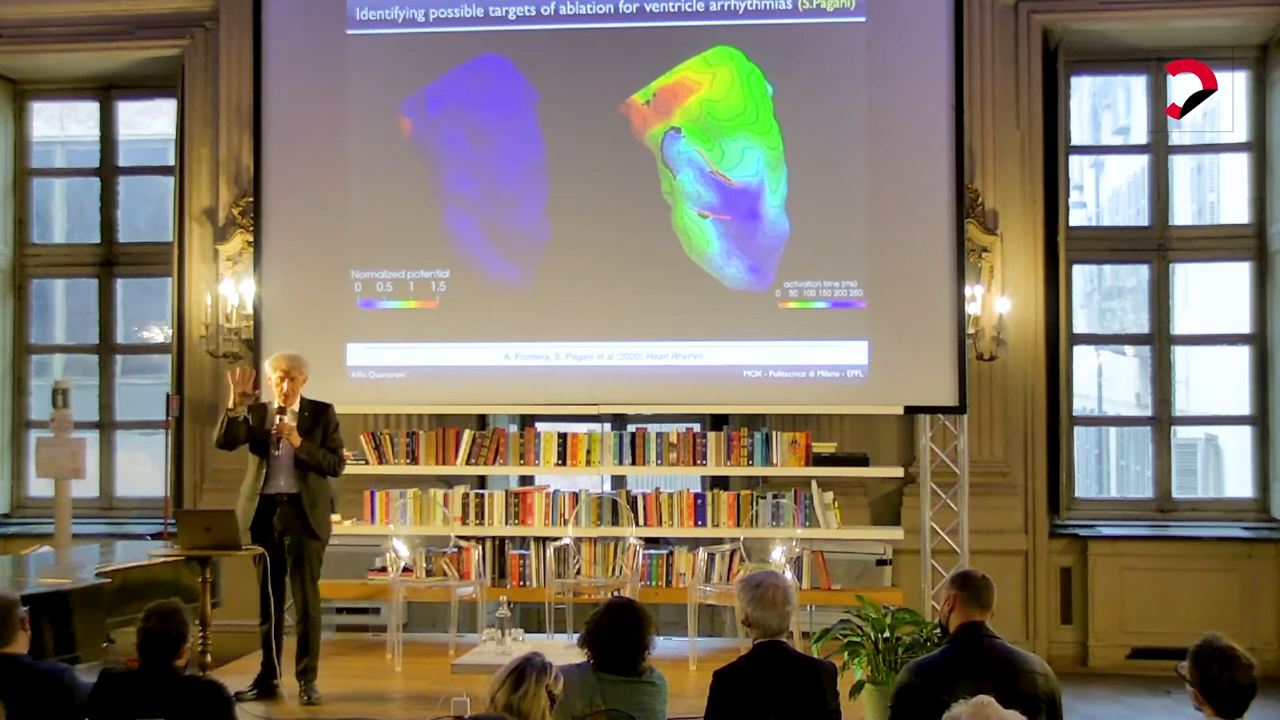 Identifying possible targets of ablation for ventricle arrhythmias (S.Pagani)
Normalized potential
0 0.5 1 1.5
activation time (ms)
0 50 100 150 200 250
A. Frontera, S. Pagani et al (2020) Heart Rhythm
Alfio Quarteroni
MOX - Politecnico di Milano - EPFL